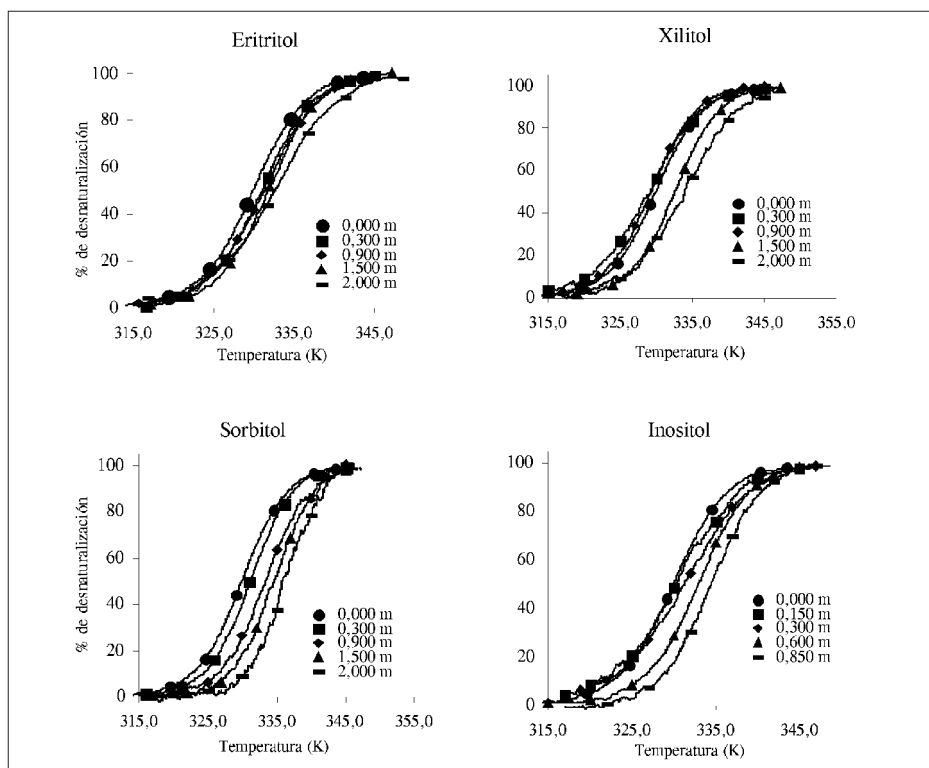 Eritritol
% de desnaturalización
100
80
60
40
20
0
0,000 m
0,300 m
0,900 m
1,500 m
2,000 m
315,0 325,0 335,0 345,0
Temperatura (K)
Xilitol
100
80
60
40
20
0
0,000 m
0,300 m
0,900 m
1,500 m
2,000 m
315,0 325,0 335,0 345,0 355.0
Temperatura (K)
Sorbitol
% de desnaturalización
100
80
60
40
20
0
0,000 m
0,300 m
0,900 m
1,500 m
2,000 m
315,0 325,0 335,0 345,0 355,0
Temperatura (K)
Inositol
100
80
60
40
20
0
0,000 m
0,150 m
0,300 m
0,600 m
0,850 m
315,0 325,0 335,0 345,0
Temperatura (K)